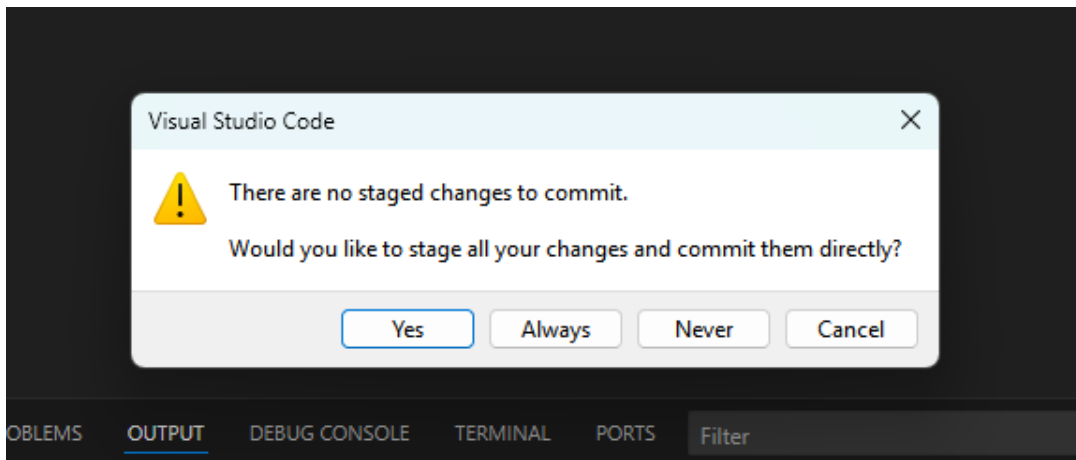 Visual Studio Code
There are no staged changes to commit.
Would you like to stage all your changes and commit them directly?
Yes Always Never Cancel
OBLEMS OUTPUT DEBUG CONSOLE TERMINAL PORTS Filter